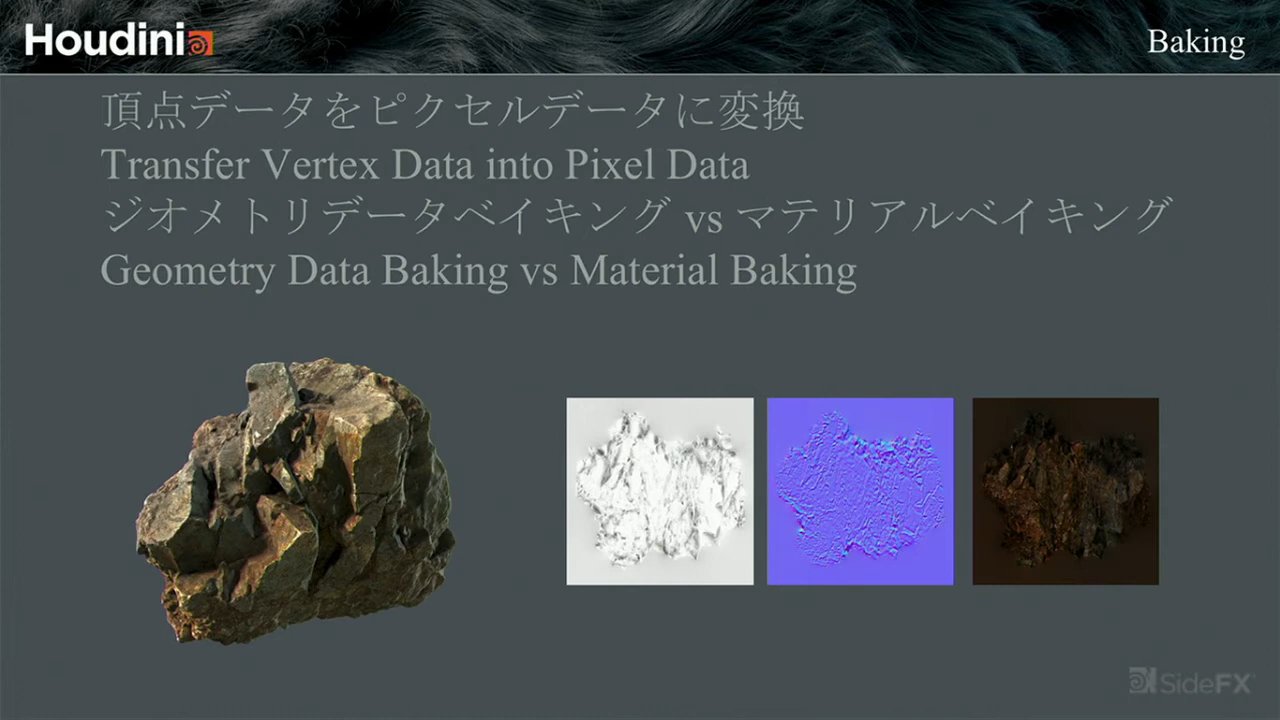 Houdini
Baking
頂点データをピクセルデータに変換
Transfer Vertex Data into Pixel Data
ジオメトリデータベイキング vs マテリアルベイキング
Geometry Data Baking vs Material Baking
SideFX